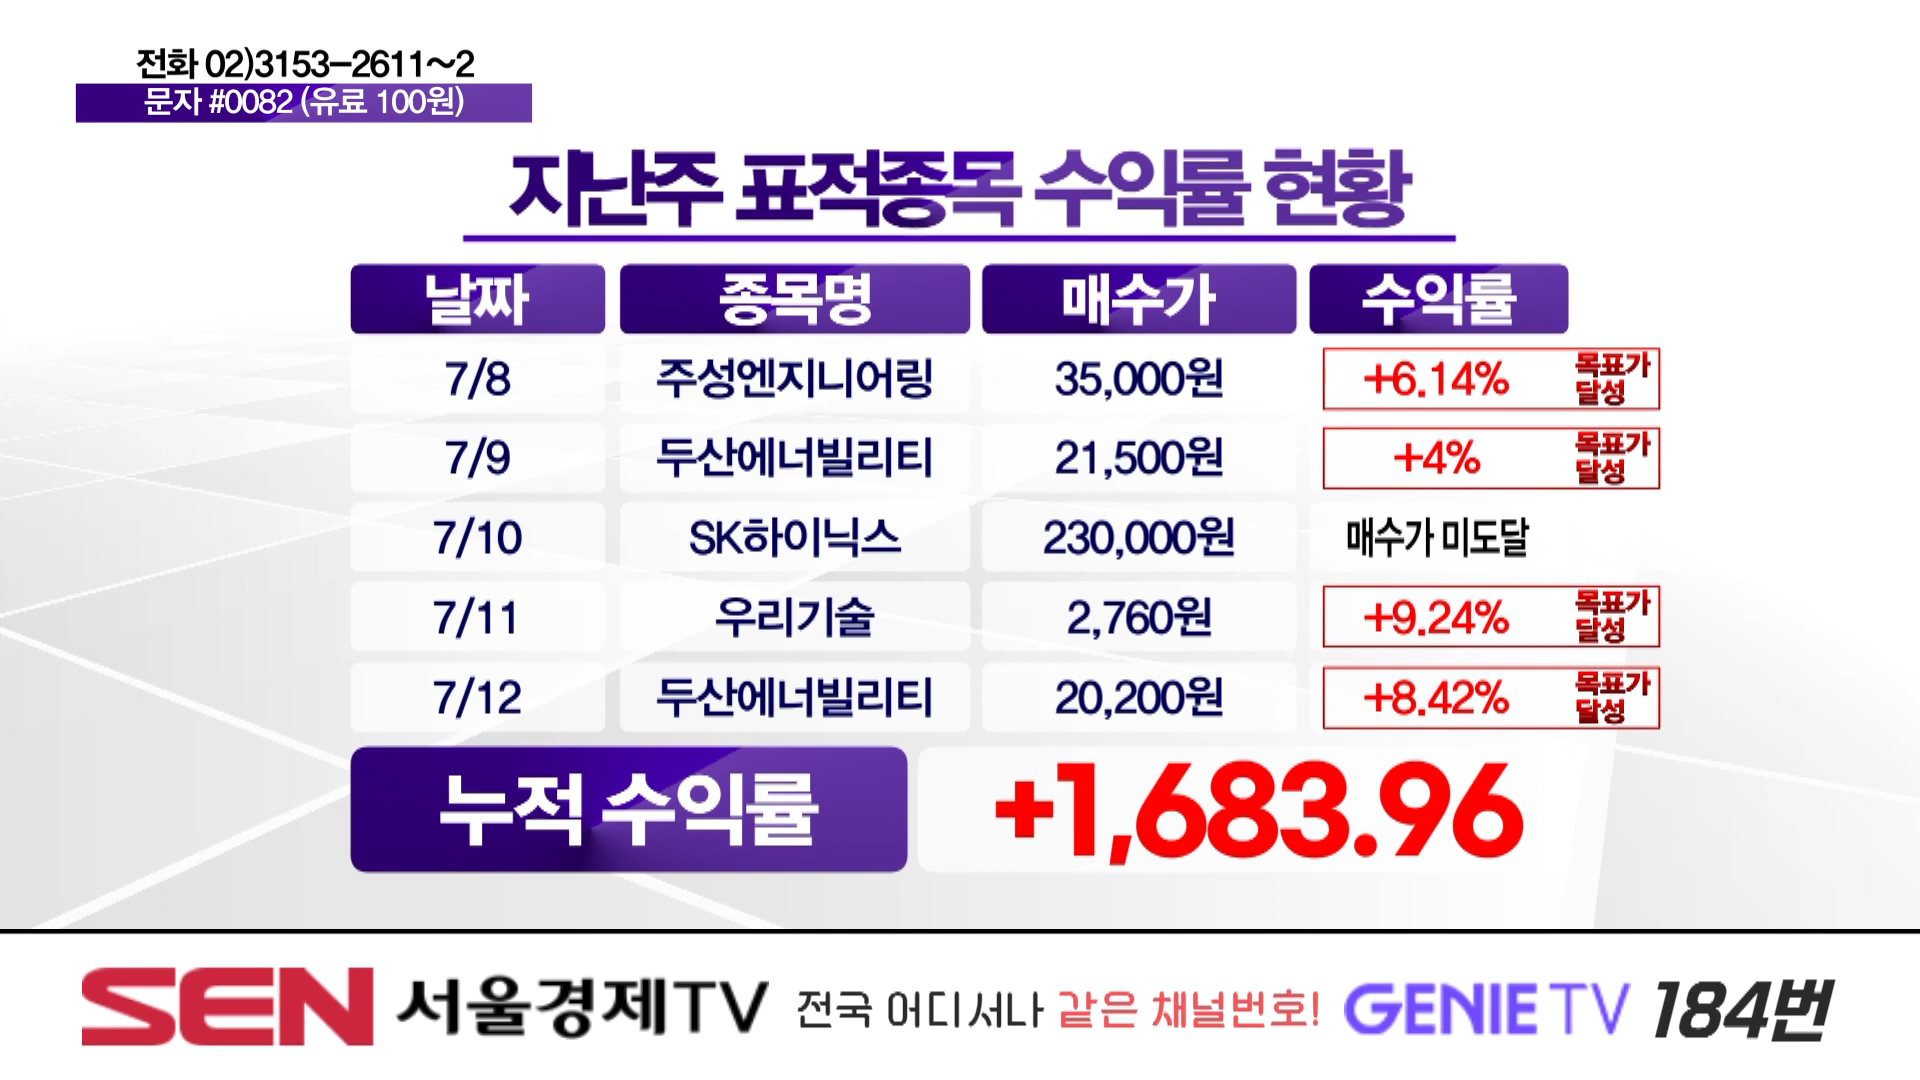 전화 02)3153-2611~2
문자 #0082 (유료 100원)
지난주 표적종목 수익률 현황
날짜 종목명 매수가 수익률
7/8 주성엔지니어링 35,000원 +6.14% 목표가 달성
7/9 두산에너빌리티 21,500원 +4% 목표가 달성
7/10 SK하이닉스 230,000원 매수가 미도달
7/11 우리기술 2,760원 +9.24% 목표가 달성
7/12 두산에너빌리티 20,200원 +8.42% 목표가 달성
누적 수익률 +1,683.96
SEN 서울경제TV 전국 어디서나 같은 채널번호! GENIE TV 184번